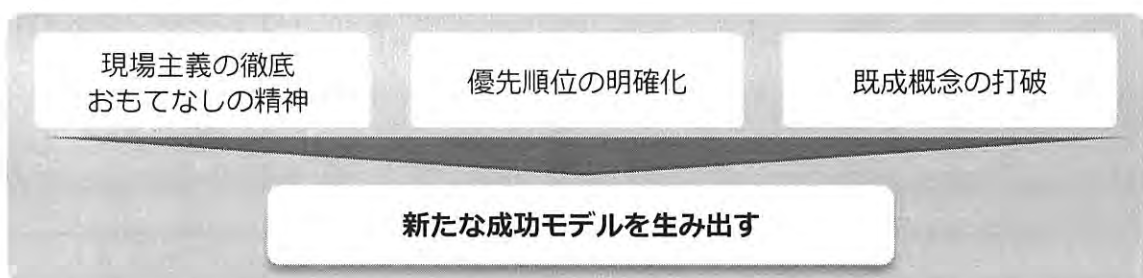 現場主義の徹底
おもてなしの精神
優先順位の明確化
既成概念の打破
新たな成功モデルを生み出す